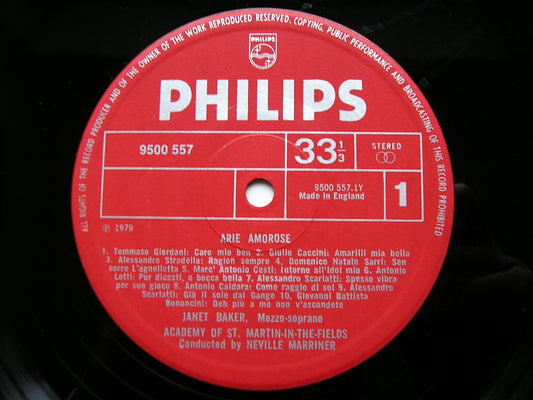 ALL RIGHTS OF THE RECORD PRODUCER AND OF THE OWNER OF THE WORK REPRODUCED RESERVED. COPYING, PUBLIC PERFORMANCE AND BROADCASTING OF THIS RECORD PROHIBITED
PHILIPS
PHILIPS
9500 557
33 1/3
STEREO
9500 557.1Y
Made in England
1
℗ 1979
ARIE AMOROSE
1. Tommaso Giordani: Caro mio ben 2. Giulio Caccini: Amarilli mia bella
3. Alessandro Stradella: Ragion sempre 4. Domenico Natale Sarri: Sen
corre L'agnelletta 5. Marc' Antonio Cesti: Intorno all'idol mio 6. Antonio
Lotti: Pur dicesti, o bocca bella 7. Alessandro Scarlatti: Spesso vibra
per suo gioco 8. Antonio Caldara: Come raggio di sol 9. Alessandro
Scarlatti: Già il sole dal Gange 10. Giovanni Battista
Bononcini: Deh più a me non v'ascondete
JANET BAKER, Mezzo-soprano
ACADEMY OF ST. MARTIN-IN-THE-FIELDS
Conducted by NEVILLE MARRINER